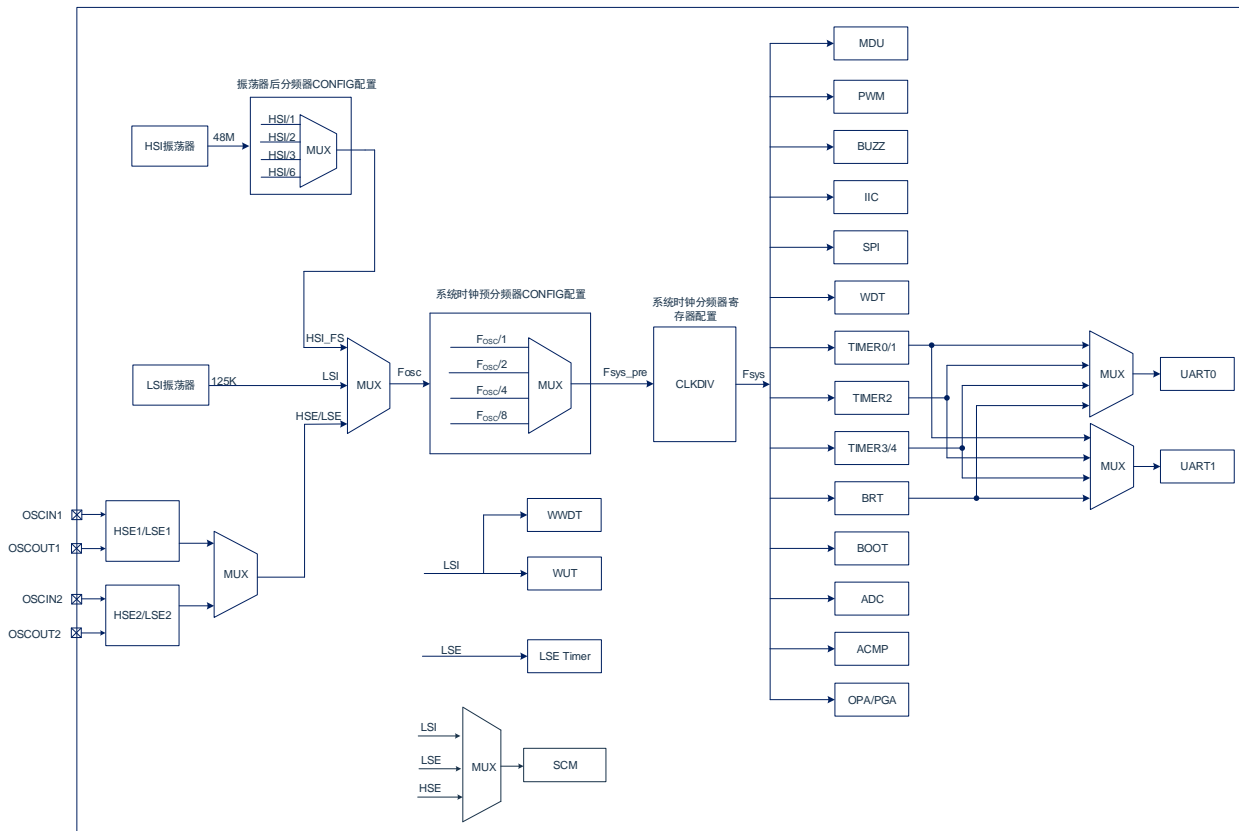 振荡器后分频器CONFIG配置
HSI振荡器
48M
HSI/1
HSI/2
HSI/3
HSI/6
MUX
HSI_FS
LSI振荡器
125K
LSI
HSE/LSE
MUX
Fosc
系统时钟预分频器CONFIG配置
FOSC/1
FOSC/2
FOSC/4
FOSC/8
MUX
Fsys_pre
系统时钟分频器寄
存器配置
CLKDIV
Fsys
MDU
PWM
BUZZ
IIC
SPI
WDT
TIMER0/1
TIMER2
TIMER3/4
BRT
BOOT
ADC
ACMP
OPA/PGA
MUX
UART0
MUX
UART1
OSCIN1
OSCOUT1
HSE1/LSE1
OSCIN2
OSCOUT2
HSE2/LSE2
MUX
LSI
WWDT
WUT
LSE
LSE Timer
LSI
LSE
HSE
MUX
SCM